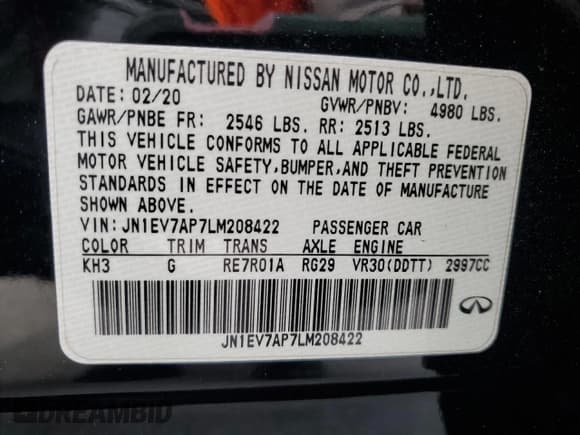 MANUFACTURED BY NISSAN MOTOR CO.,LTD.
DATE: 02/20 GVWR/PNBV: 4980 LBS.
GAWR/PNBE FR: 2546 LBS. RR: 2513 LBS.
THIS VEHICLE CONFORMS TO ALL APPLICABLE FEDERAL
MOTOR VEHICLE SAFETY,BUMPER,AND THEFT PREVENTION
STANDARDS IN EFFECT ON THE DATE OF MANUFACTURE
SHOWN ABOVE.
VIN: JN1EV7AP7LM208422 PASSENGER CAR
COLOR TRIM TRANS AXLE ENGINE
KH3 G RE7R01A RG29 VR30(DDTT) 2997CC
JN1EV7AP7LM208422
DREAMBID